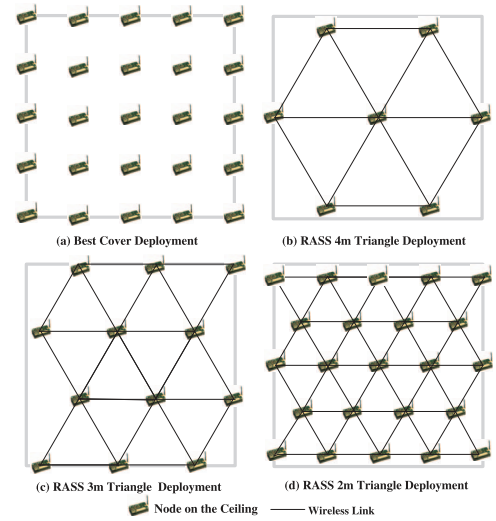 (a) Best Cover Deployment
(b) RASS 4m Triangle Deployment
(c) RASS 3m Triangle Deployment
(d) RASS 2m Triangle Deployment
Node on the Ceiling
Wireless Link